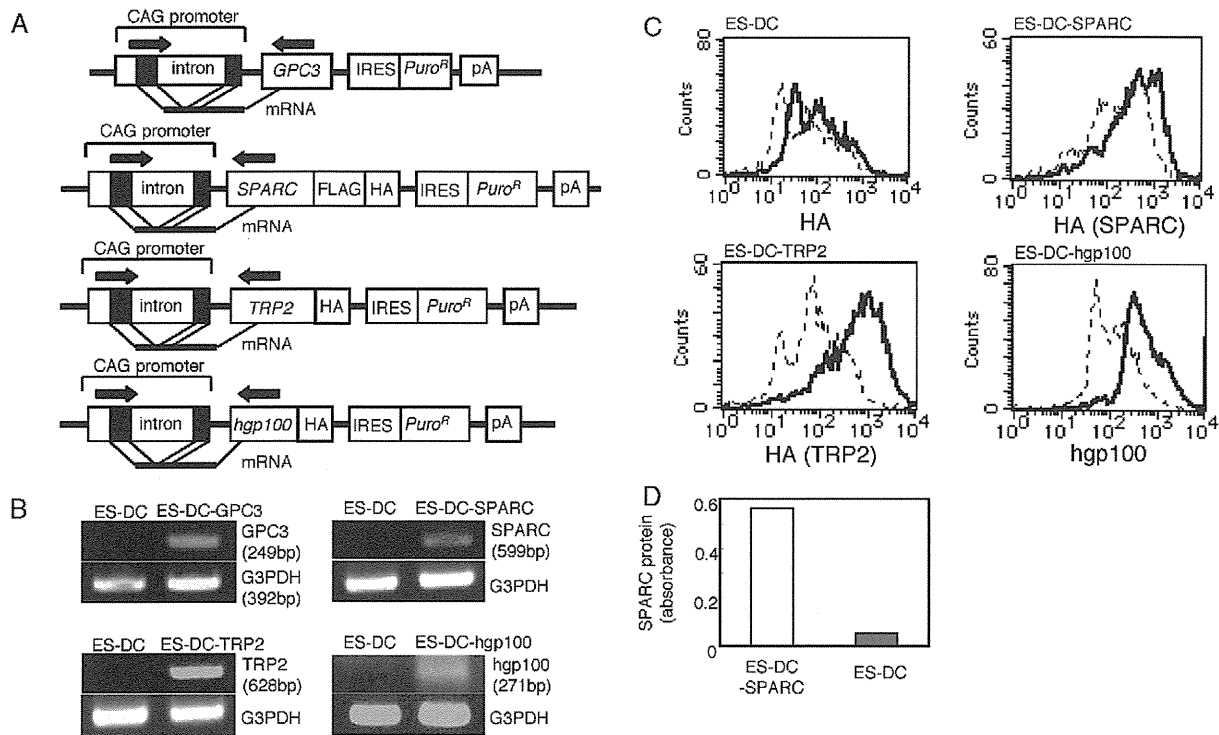 A
CAG promoter
intron
GPC3
IRES
Puro^R
pA
mRNA
CAG promoter
intron
SPARC
FLAG
HA
IRES
Puro^R
pA
mRNA
CAG promoter
intron
TRP2
HA
IRES
Puro^R
pA
mRNA
CAG promoter
intron
hgp100
HA
IRES
Puro^R
pA
mRNA
B
ES-DC ES-DC-GPC3
GPC3
(249bp)
G3PDH
(392bp)
ES-DC ES-DC-SPARC
SPARC
(599bp)
G3PDH
ES-DC ES-DC-TRP2
TRP2
(628bp)
G3PDH
ES-DC ES-DC-hgp100
hgp100
(271bp)
G3PDH
C
ES-DC
80
Counts
0
10^0 10^1 10^2 10^3 10^4
HA
ES-DC-SPARC
60
Counts
0
10^0 10^1 10^2 10^3 10^4
HA (SPARC)
ES-DC-TRP2
60
Counts
0
10^0 10^1 10^2 10^3 10^4
HA (TRP2)
ES-DC-hgp100
80
Counts
0
10^0 10^1 10^2 10^3 10^4
hgp100
D
SPARC protein
(absorbance)
0.6
0.4
0.2
0
ES-DC
-SPARC
ES-DC